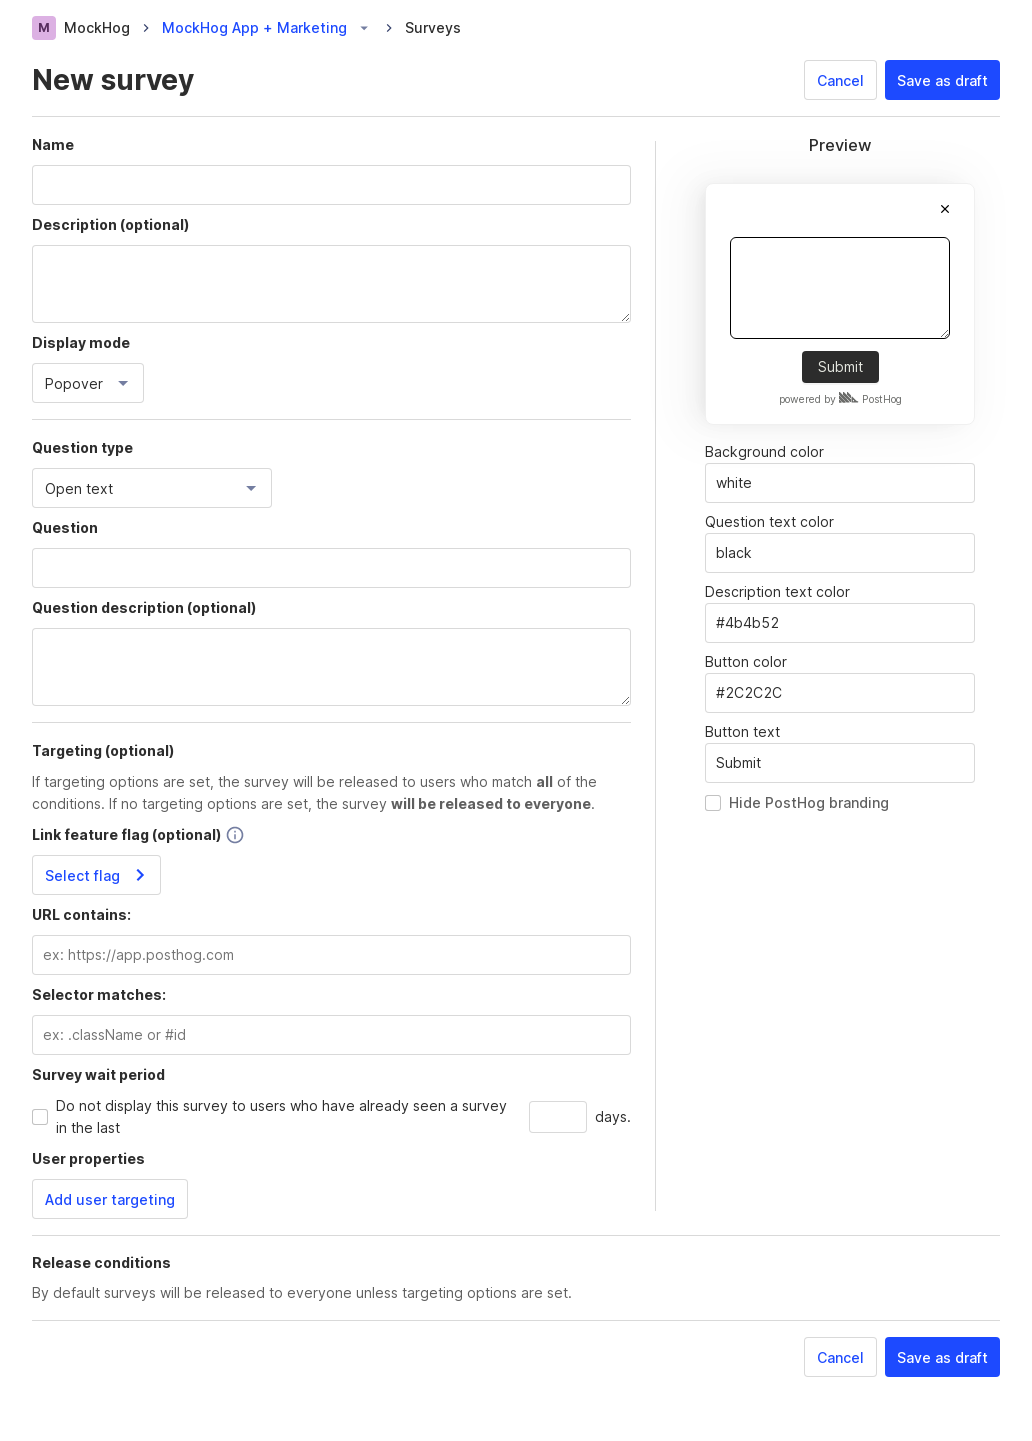 M MockHog MockHog App + Marketing Surveys
New survey
Cancel Save as draft
Name
Description (optional)
Display mode
Popover
Question type
Open text
Question
Question description (optional)
Targeting (optional)
If targeting options are set, the survey will be released to users who match all of the
conditions. If no targeting options are set, the survey will be released to everyone.
Link feature flag (optional)
Select flag
URL contains:
ex: https://app.posthog.com
Selector matches:
ex: .className or #id
Survey wait period
Do not display this survey to users who have already seen a survey
in the last
days.
User properties
Add user targeting
Preview
Submit
powered by PostHog
Background color
white
Question text color
black
Description text color
#4b4b52
Button color
#2C2C2C
Button text
Submit
Hide PostHog branding
Release conditions
By default surveys will be released to everyone unless targeting options are set.
Cancel Save as draft